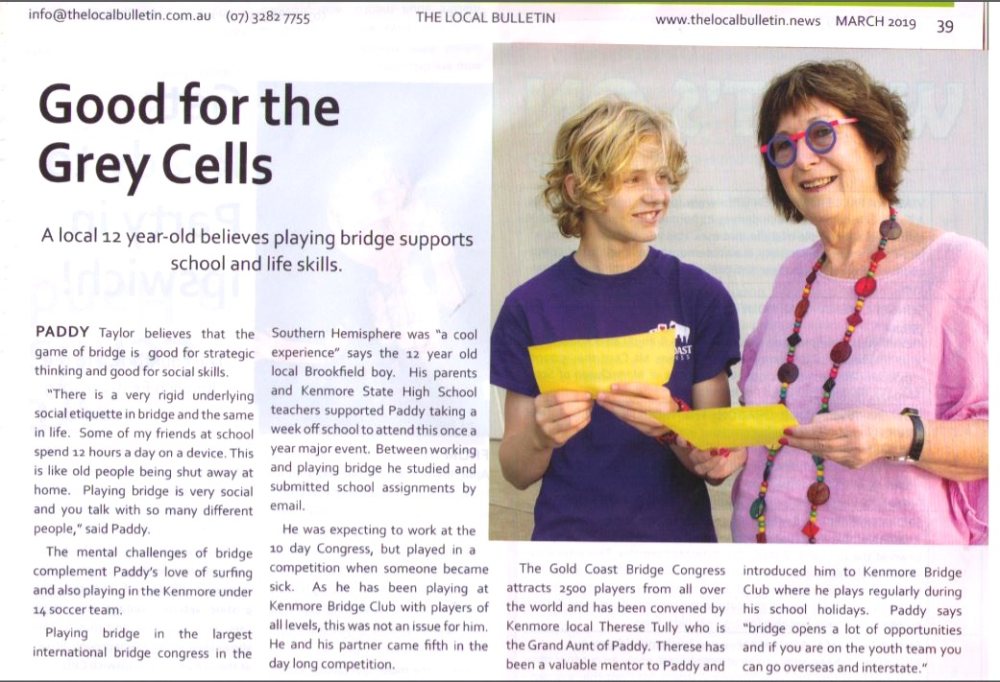 info@thelocalbulletin.com.au (07) 3282 7755
THE LOCAL BULLETIN
www.thelocalbulletin.news MARCH 2019 39
Good for the
Grey Cells
A local 12 year-old believes playing bridge supports
school and life skills.
PADDY Taylor believes that the
game of bridge is good for strategic
thinking and good for social skills.
"There is a very rigid underlying
social etiquette in bridge and the same
in life. Some of my friends at school
spend 12 hours a day on a device. This
is like old people being shut away at
home. Playing bridge is very social
and you talk with so many different
people," said Paddy.
The mental challenges of bridge
complement Paddy's love of surfing
and also playing in the Kenmore under
14 soccer team.
Playing bridge in the largest
international bridge congress in the
Southern Hemisphere was "a cool
experience" says the 12 year old
local Brookfield boy. His parents
and Kenmore State High School
teachers supported Paddy taking a
week off school to attend this once a
year major event. Between working
and playing bridge he studied and
submitted school assignments by
email.
He was expecting to work at the
10 day Congress, but played in a
competition when someone became
sick. As he has been playing at
Kenmore Bridge Club with players of
all levels, this was not an issue for him.
He and his partner came fifth in the
day long competition.
The Gold Coast Bridge Congress
attracts 2500 players from all over
the world and has been convened by
Kenmore local Therese Tully who is
the Grand Aunt of Paddy. Therese has
been a valuable mentor to Paddy and
introduced him to Kenmore Bridge
Club where he plays regularly during
his school holidays. Paddy says
"bridge opens a lot of opportunities
and if you are on the youth team you
can go overseas and interstate."